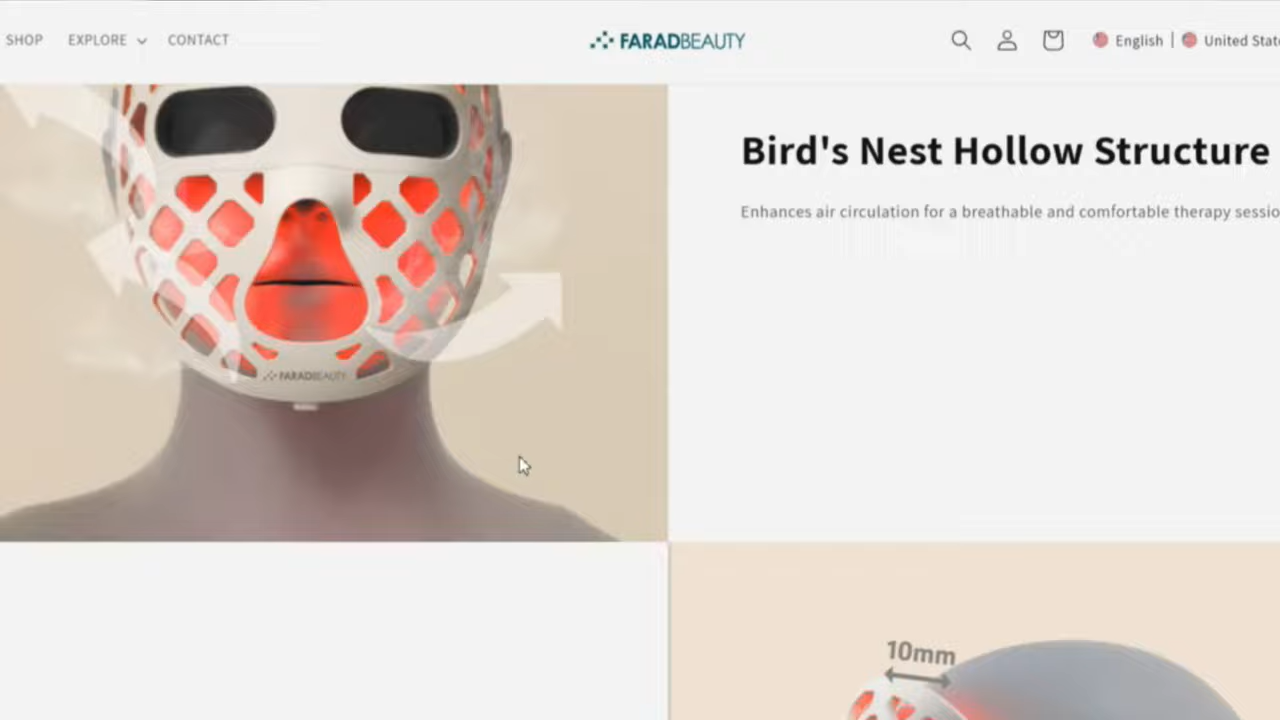 SHOP EXPLORE CONTACT
FARADBEAUTY
English | United
Bird's Nest Hollow Structure
Enhances air circulation for a breathable and comfortable therapy
FARADBEAUTY
10mm